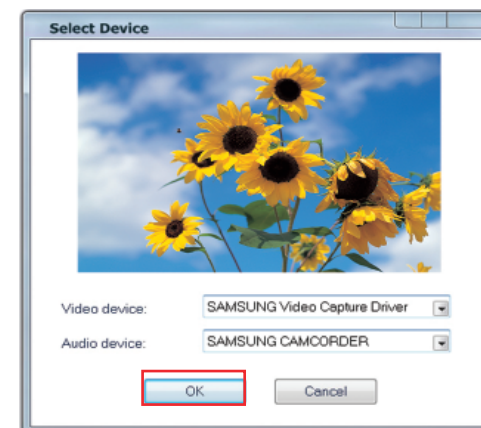 Select Device
Video device: SAMSUNG Video Capture Driver
Audio device: SAMSUNG CAMCORDER
OK Cancel